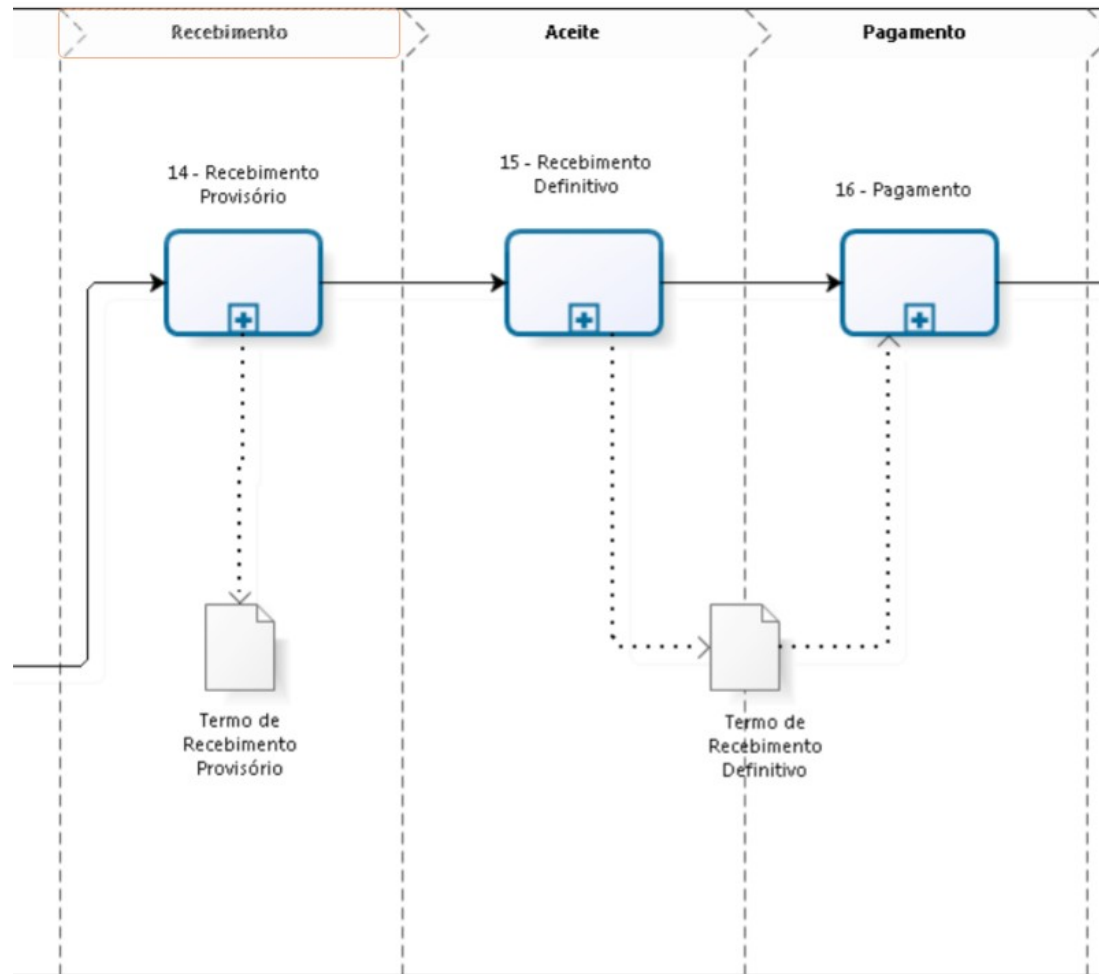 Recebimento
Aceite
Pagamento
14 - Recebimento
Provisório
15 - Recebimento
Definitivo
16 - Pagamento
Termo de
Recebimento
Provisório
Termo de
Recebimento
Definitivo